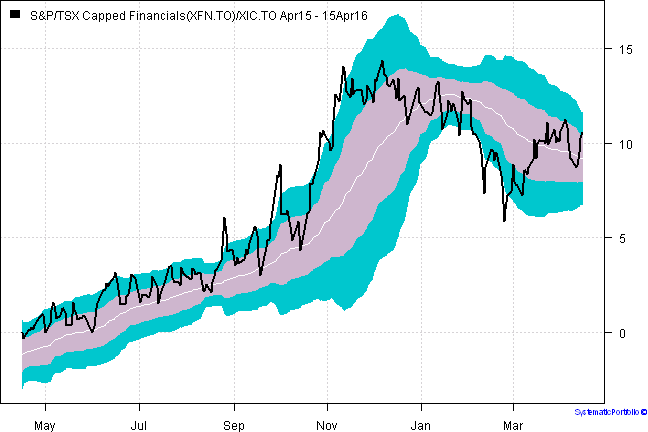 S&P/TSX Capped Financials(XFN.TO)/XIC.TO Apr15 - 15Apr16
15
10
5
0
May Jul Sep Nov Jan Mar
SystematicPortfolio ©